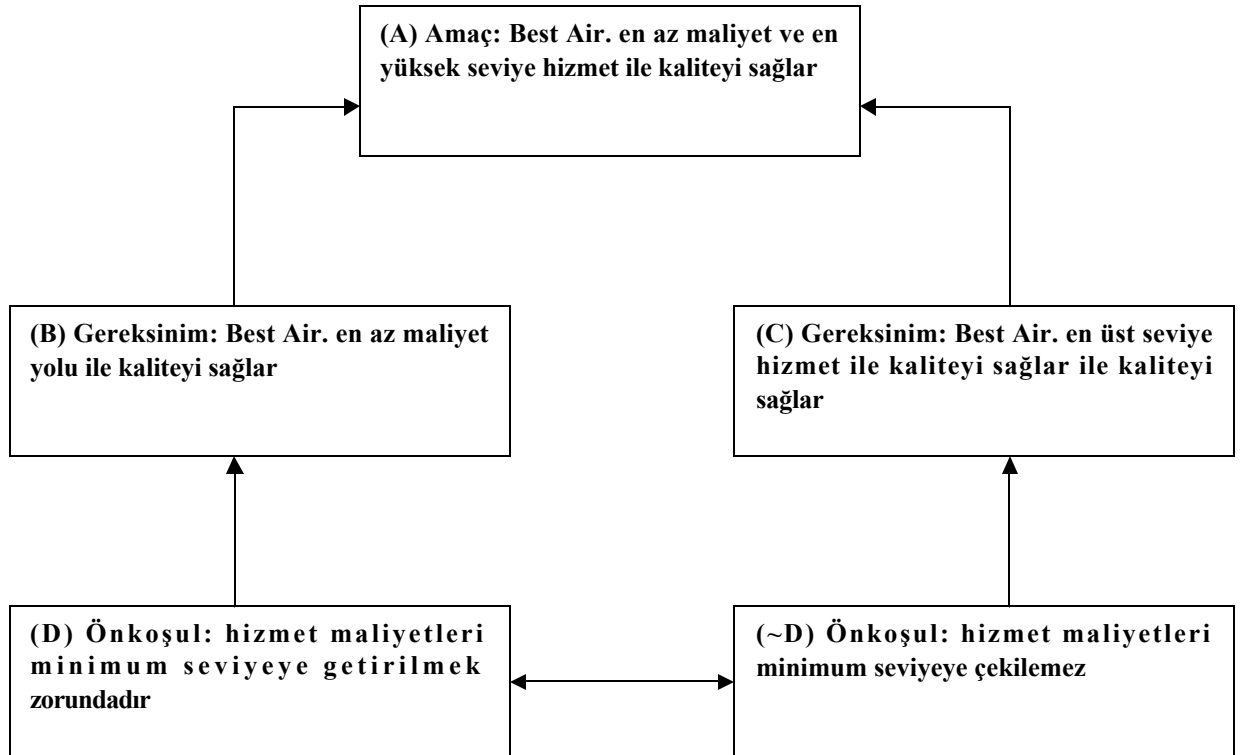 (A) Amaç: Best Air. en az maliyet ve en
yüksek seviye hizmet ile kaliteyi sağlar
(B) Gereksinim: Best Air. en az maliyet
yolu ile kaliteyi sağlar
(C) Gereksinim: Best Air. en üst seviye
hizmet ile kaliteyi sağlar ile kaliteyi
sağlar
(D) Önkoşul: hizmet maliyetleri
minimum seviyeye getirilmek
zorundadır
(~D) Önkoşul: hizmet maliyetleri
minimum seviyeye çekilemez